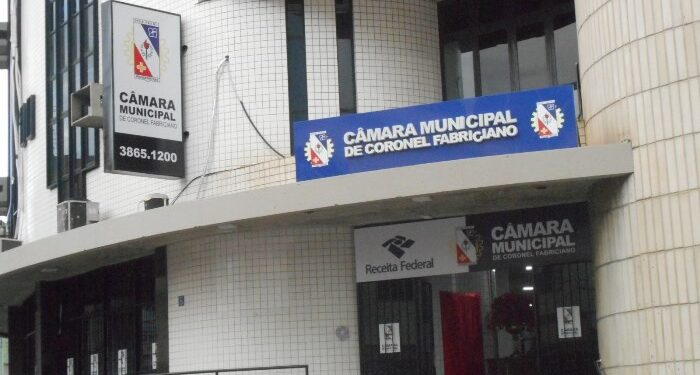 CÂMARA
MUNICIPAL
DE CORONEL FABRICIANO
3865.1200
CÂMARA MUNICIPAL
DE CORONEL FABRICIANO
Receita Federal
CÂMARA
MUNICIPAL
DE CORONEL FABRICIANO